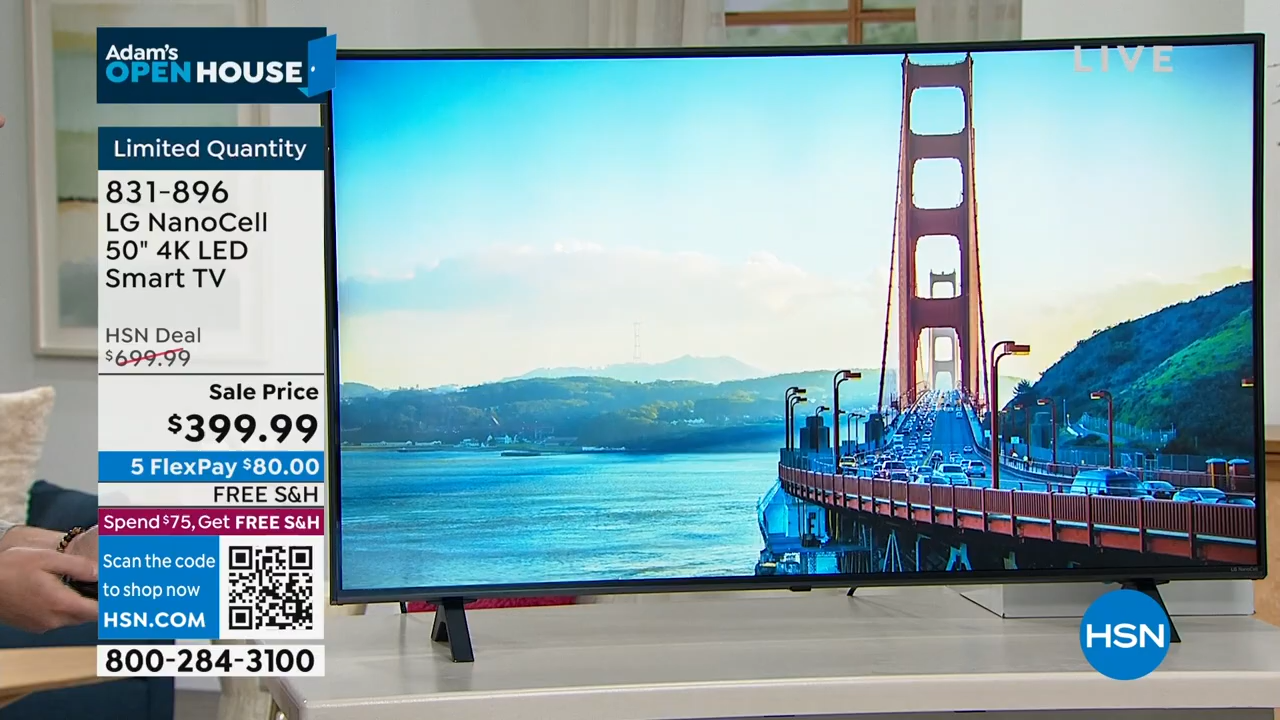 Adam's
OPEN HOUSE
LIVE
Limited Quantity
831-896
LG NanoCell
50" 4K LED
Smart TV
HSN Deal
$699.99
Sale Price
$399.99
5 FlexPay $80.00
FREE S&H
Spend $75, Get FREE S&H
Scan the code
to shop now
HSN.COM
800-284-3100
LG NanoCell
HSN